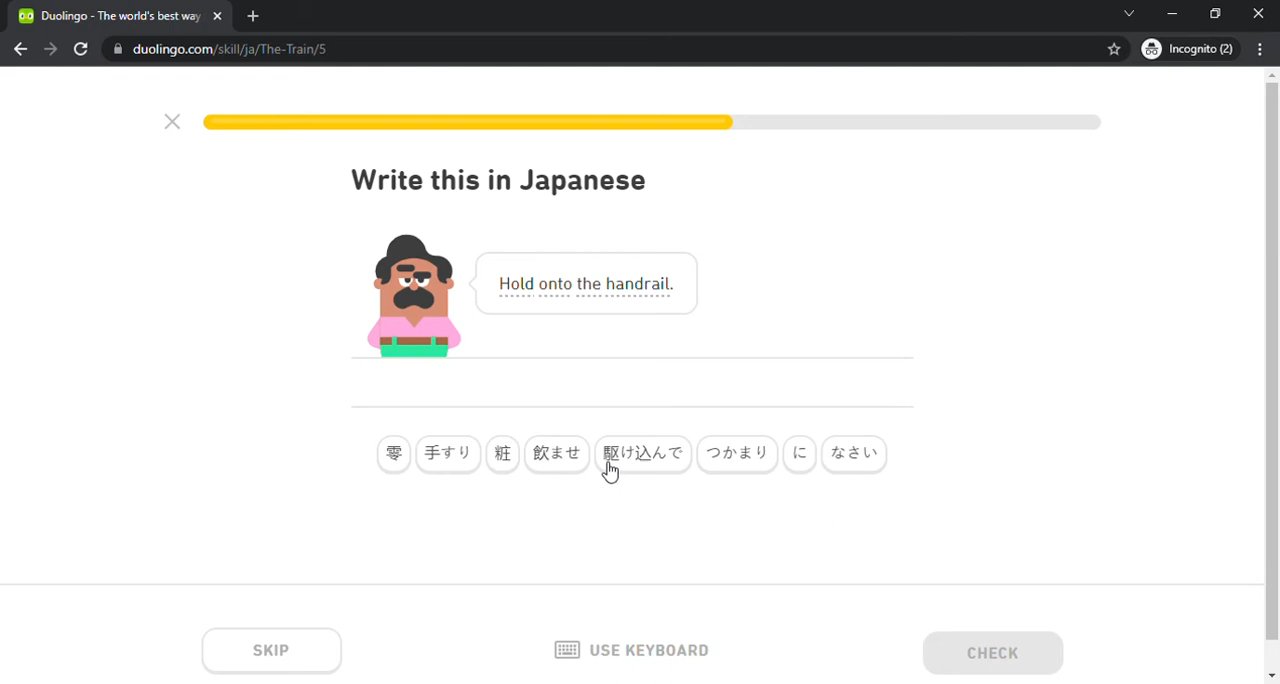 Duolingo - The world's best way
duolingo.com/skill/ja/The-Train/5
Incognito (2)
Write this in Japanese
Hold onto the handrail.
零 手すり 粧 飲ませ 駆け込んで つかまり に なさい
SKIP
USE KEYBOARD
CHECK